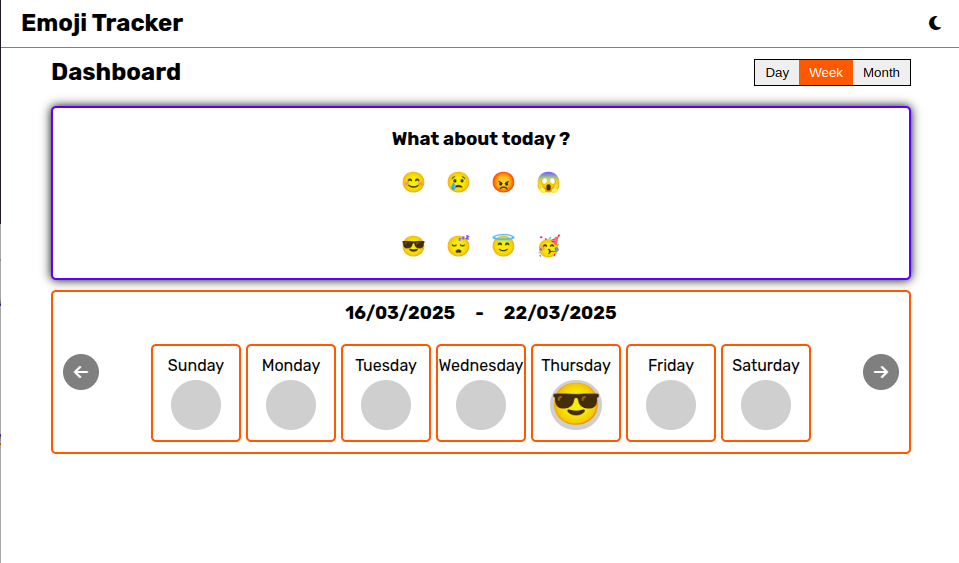 Emoji Tracker
Dashboard
Day Week Month
What about today ?
16/03/2025 - 22/03/2025
Sunday Monday Tuesday Wednesday Thursday Friday Saturday